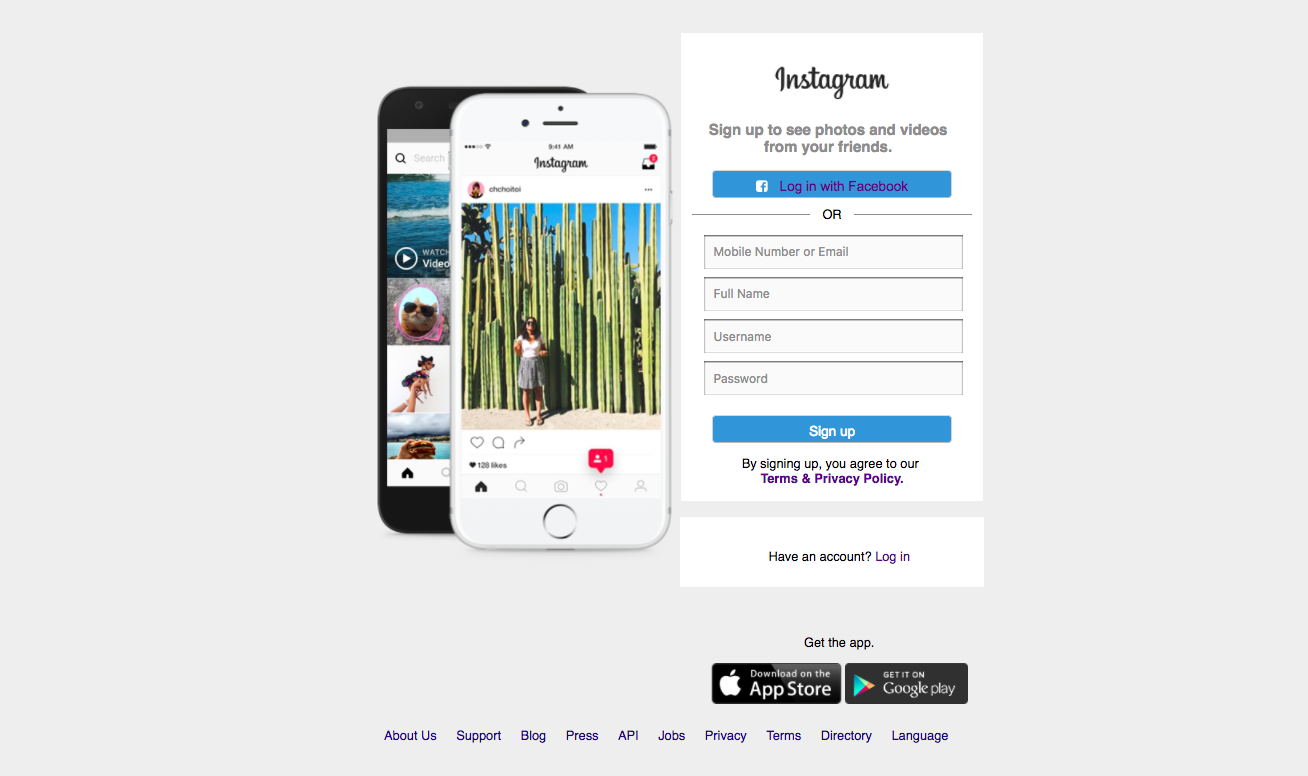 Instagram
Sign up to see photos and videos
from your friends.
Log in with Facebook
OR
Mobile Number or Email
Full Name
Username
Password
Sign up
By signing up, you agree to our
Terms & Privacy Policy.
Have an account? Log in
Get the app.
Download on the
App Store
GET IT ON
Google play
Search
WATCH
Video
9:41 AM
Instagram
2
chchoitoi
1
128 likes
About Us Support Blog Press API Jobs Privacy Terms Directory Language